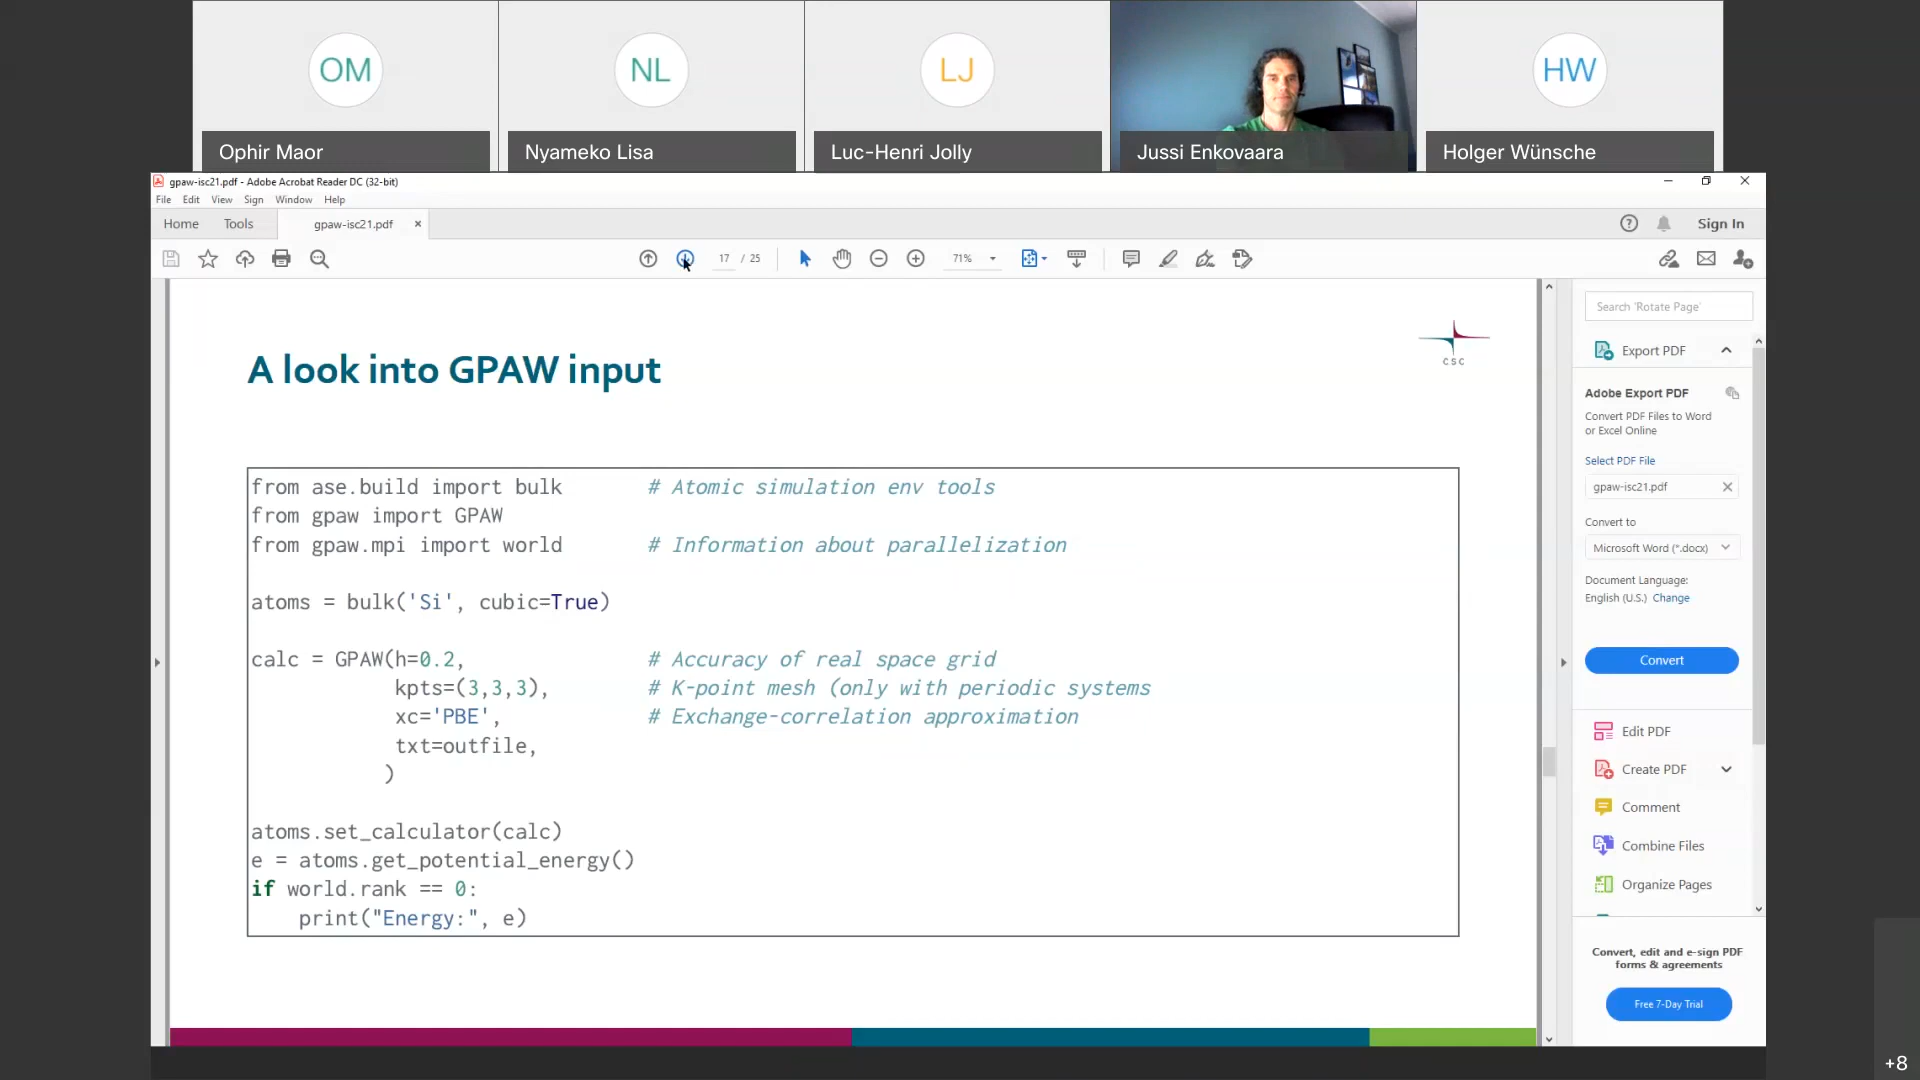 OM
NL
LJ
HW
Ophir Maor
Nyameko Lisa
Luc-Henri Jolly
Jussi Enkovaara
Holger Wünsche
gpaw-isc21.pdf - Adobe Acrobat Reader DC (32-bit)
File Edit View Sign Window Help
Home Tools gpaw-isc21.pdf × Sign In
17 / 25 71%
CSC
A look into GPAW input
from ase.build import bulk # Atomic simulation env tools
from gpaw import GPAW
from gpaw.mpi import world # Information about parallelization
atoms = bulk('Si', cubic=True)
calc = GPAW(h=0.2, # Accuracy of real space grid
kpts=(3,3,3), # K-point mesh (only with periodic systems
xc='PBE', # Exchange-correlation approximation
txt=outfile,
)
atoms.set_calculator(calc)
e = atoms.get_potential_energy()
if world.rank == 0:
print("Energy:", e)
Search 'Rotate Page'
Export PDF
Adobe Export PDF
Convert PDF Files to Word
or Excel Online
Select PDF File
gpaw-isc21.pdf
Convert to
Microsoft Word (*.docx)
Document Language:
English (U.S.) Change
Convert
Edit PDF
Create PDF
Comment
Combine Files
Organize Pages
Convert, edit and e-sign PDF
forms & agreements
Free 7-Day Trial
+8